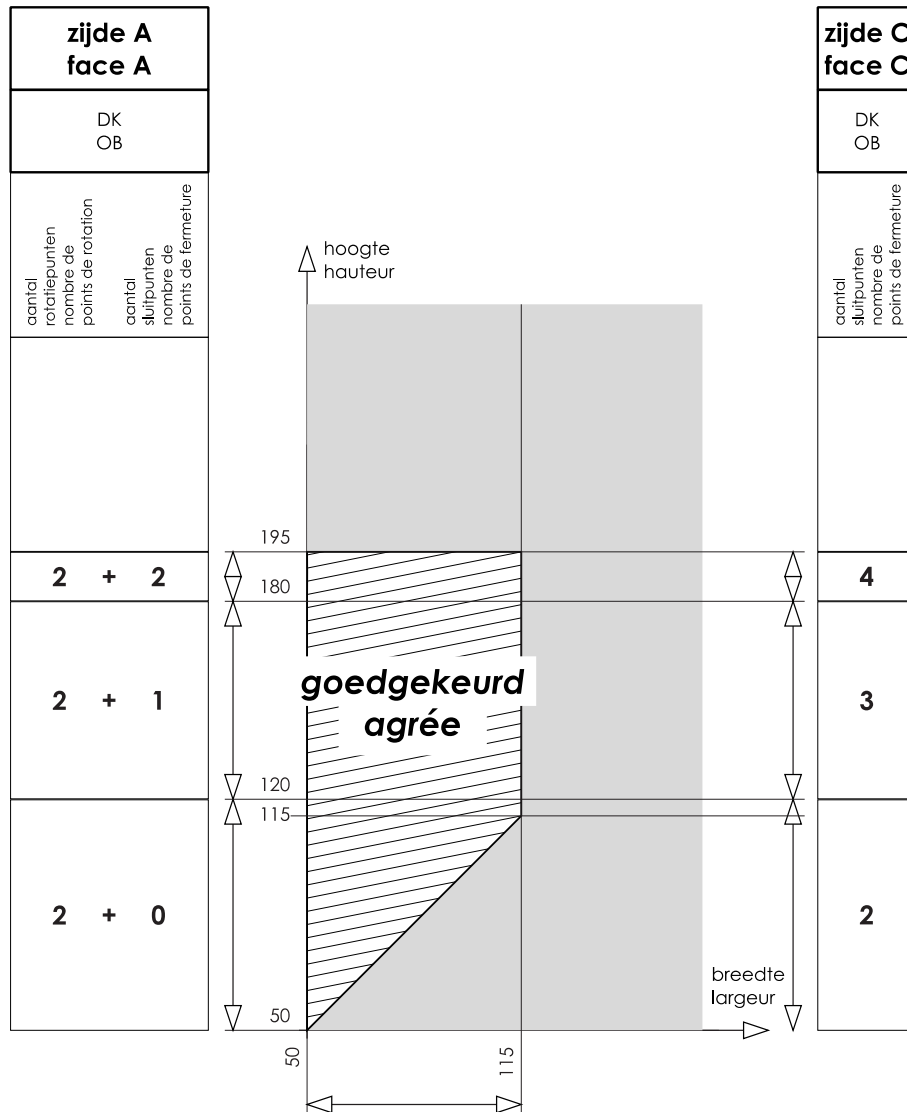 zijde A
face A
DK
OB
aantal
rotatiepunten
nombre de
points de rotation
aantal
sluitpunten
nombre de
points de fermeture
zijde C
face C
DK
OB
aantal
sluitpunten
nombre de
points de fermeture
hoogte
hauteur
195
2 + 2
180
4
goedgekeurd
agrée
2 + 1
3
120
115
2 + 0
2
breedte
largeur
50
50
115